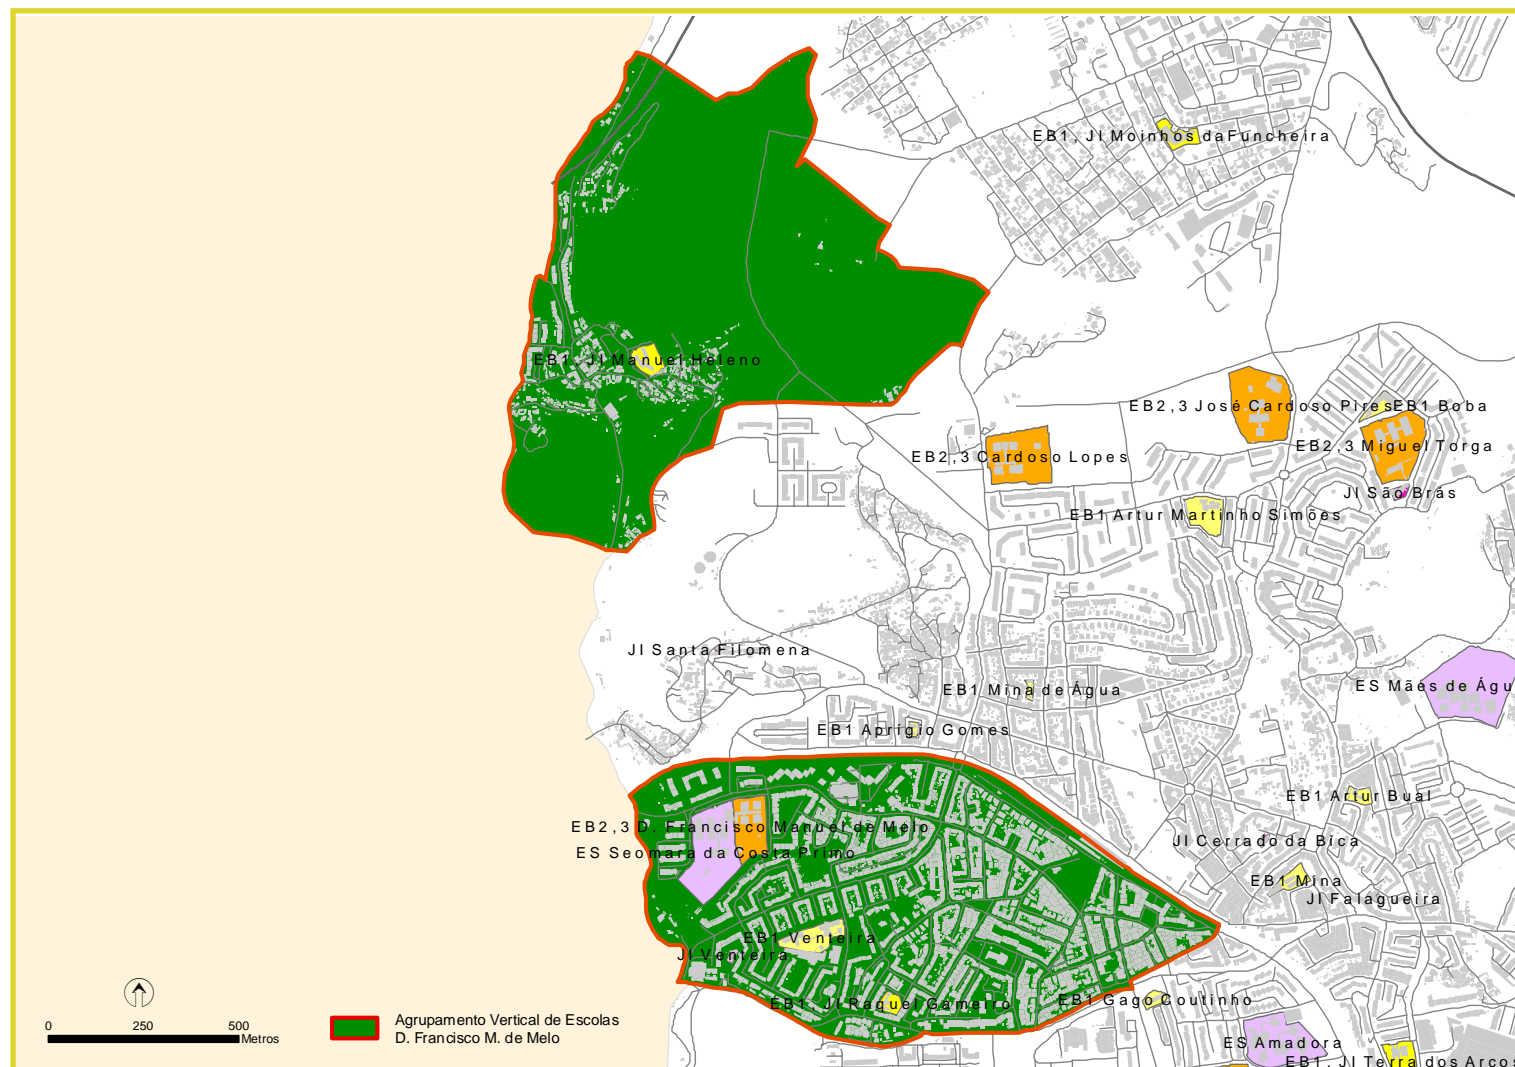 EB1, JI Moinhos da Funcheira
EB1, JI Manuel Heleno
EB2,3 José Cardoso Pires
EB1 Boba
EB2,3 Miguel Torga
EB2,3 Cardoso Lopes
JI São Brás
EB1 Artur Martinho Simões
JI Santa Filomena
EB1 Mina de Água
ES Mães de Águ
EB1 Aprígio Gomes
EB1 Artur Bual
EB2,3 D. Francisco Manuel de Melo
JI Cerrado da Bica
ES Seomara da Costa Primo
EB1 Mina
JI Falagueira
EB1 Venteira
JI Venteira
EB1, JI Raquel Gameiro
EB1 Gago Coutinho
ES Amadora
EB1, JI Terra dos Arcos
0 250 500
Metros
Agrupamento Vertical de Escolas
D. Francisco M. de Melo